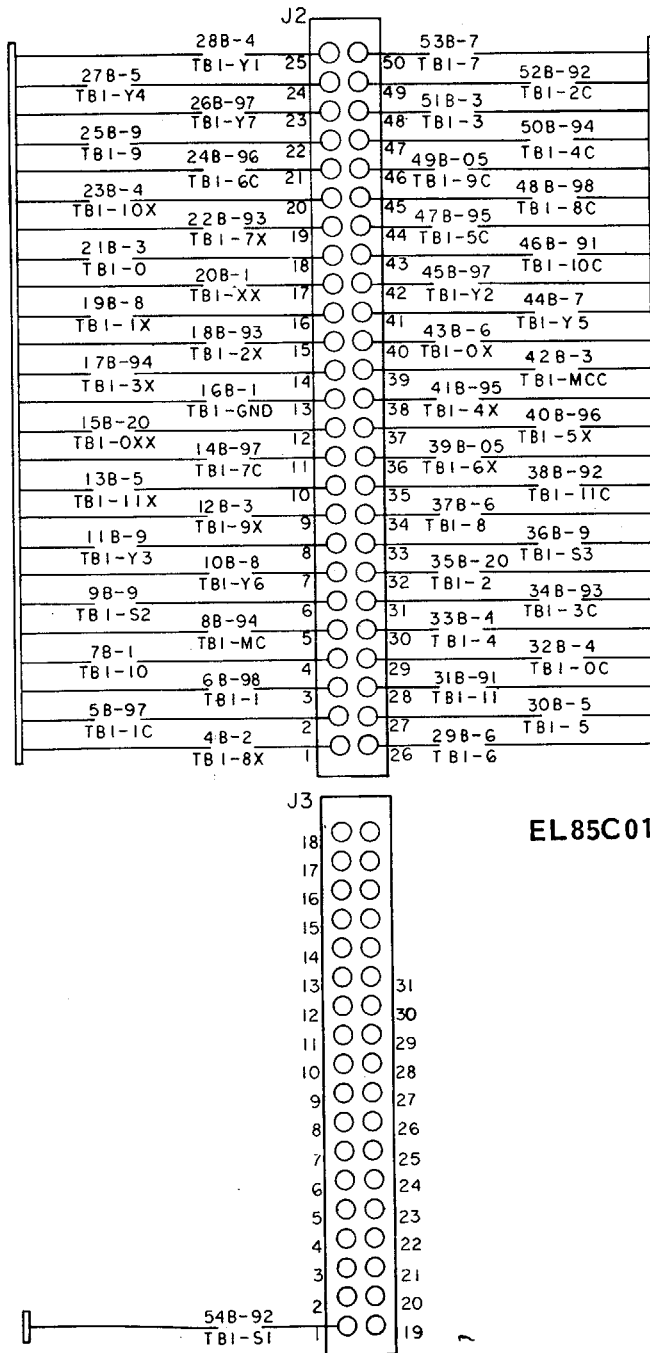 J2
28B-4
TB1-Y1 25
50 53B-7
TB1-7
27B-5
TB1-Y4 24
49 52B-92
TB1-2C
26B-97
TB1-Y7 23
48 51B-3
TB1-3
25B-9
TB1-9 22
47 50B-94
TB1-4C
24B-96
TB1-6C 21
46 49B-05
TB1-9C
23B-4
TB1-10X 20
45 48B-98
TB1-8C
22B-93
TB1-7X 19
44 47B-95
TB1-5C
21B-3
TB1-0 18
43 46B-91
TB1-10C
20B-1
TB1-XX 17
42 45B-97
TB1-Y2
19B-8
TB1-1X 16
41 44B-7
TB1-Y5
18B-93
TB1-2X 15
40 43B-6
TB1-0X
17B-94
TB1-3X 14
39 42B-3
TB1-MCC
16B-1
TB1-GND 13
38 41B-95
TB1-4X
15B-20
TB1-0XX 12
37 40B-96
TB1-5X
14B-97
TB1-7C 11
36 39B-05
TB1-6X
13B-5
TB1-11X 10
35 38B-92
TB1-11C
12B-3
TB1-9X 9
34 37B-6
TB1-8
11B-9
TB1-Y3 8
33 36B-9
TB1-S3
10B-8
TB1-Y6 7
32 35B-20
TB1-2
9B-9
TB1-S2 6
31 34B-93
TB1-3C
8B-94
TB1-MC 5
30 33B-4
TB1-4
7B-1
TB1-10 4
29 32B-4
TB1-0C
6B-98
TB1-1 3
28 31B-91
TB1-11
5B-97
TB1-1C 2
27 30B-5
TB1-5
4B-2
TB1-8X 1
26 29B-6
TB1-6
J3
EL85C01
18
17
16
15
14
13 31
12 30
11 29
10 28
9 27
8 26
7 25
6 24
5 23
4 22
3 21
2 20
54B-92
TB1-S1 1 19